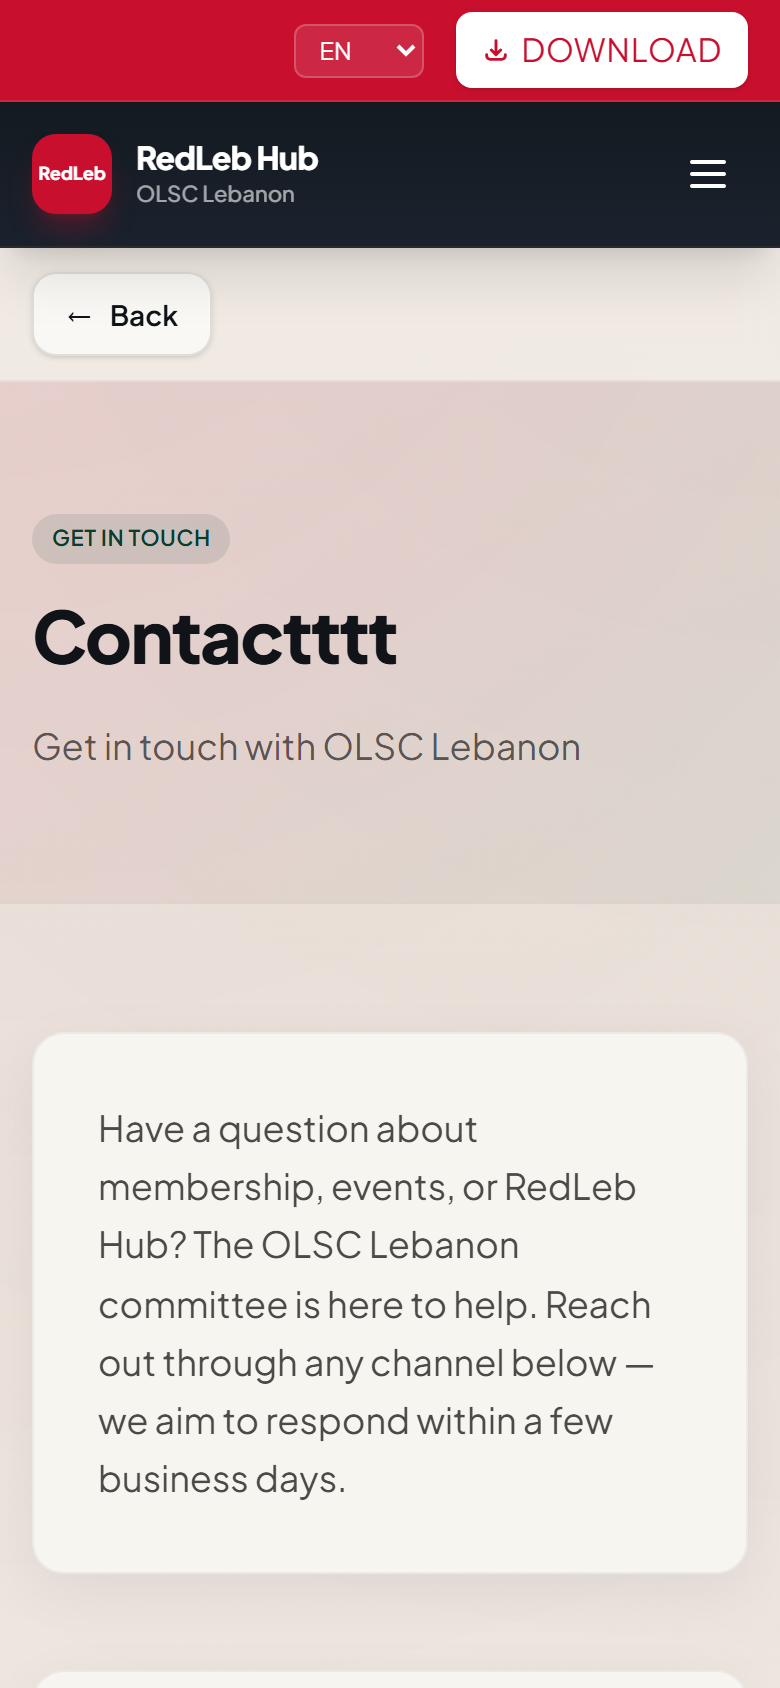 EN
DOWNLOAD
RedLeb
RedLeb Hub
OLSC Lebanon
← Back
GET IN TOUCH
Contactttt
Get in touch with OLSC Lebanon
Have a question about
membership, events, or RedLeb
Hub? The OLSC Lebanon
committee is here to help. Reach
out through any channel below —
we aim to respond within a few
business days.